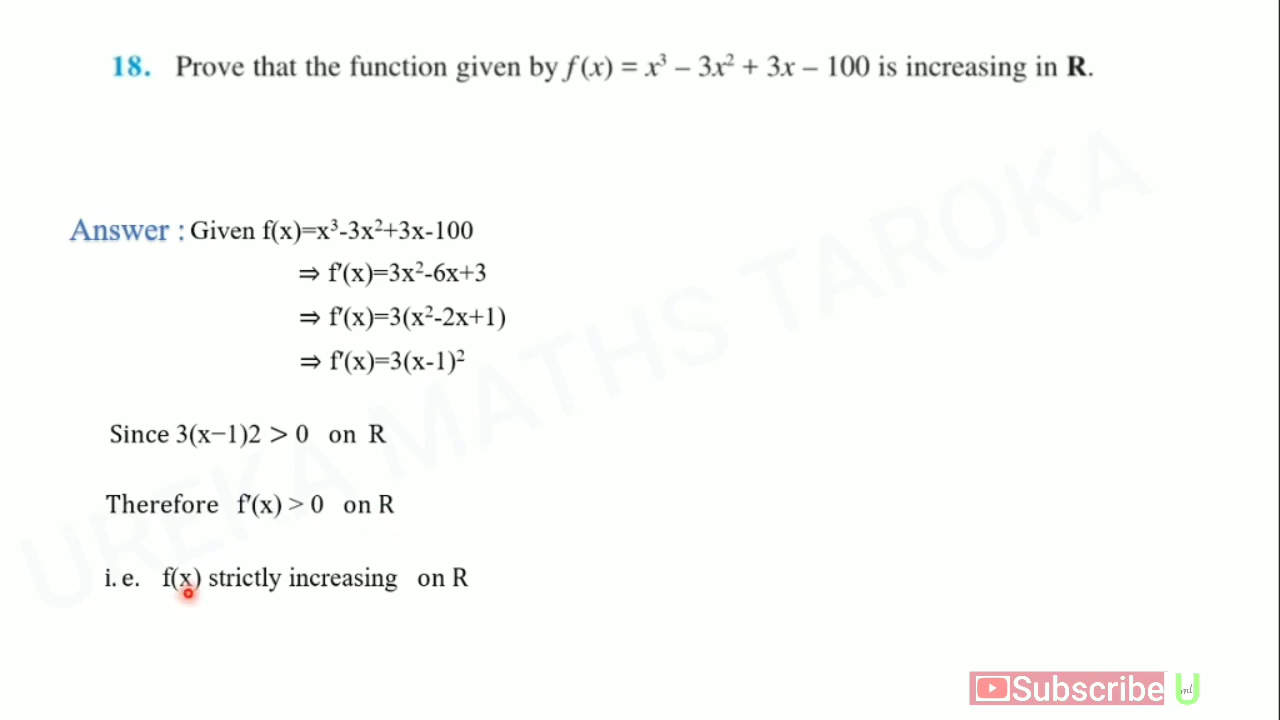 18. Prove that the function given by f(x) = x³ – 3x² + 3x – 100 is increasing in R.
Answer : Given f(x)=x³-3x²+3x-100
⇒ f'(x)=3x²-6x+3
⇒ f'(x)=3(x²-2x+1)
⇒ f'(x)=3(x-1)²
Since 3(x−1)2 > 0 on R
Therefore f'(x) > 0 on R
i. e. f(x) strictly increasing on R
UREKA MATHS TAROKA
Subscribe U